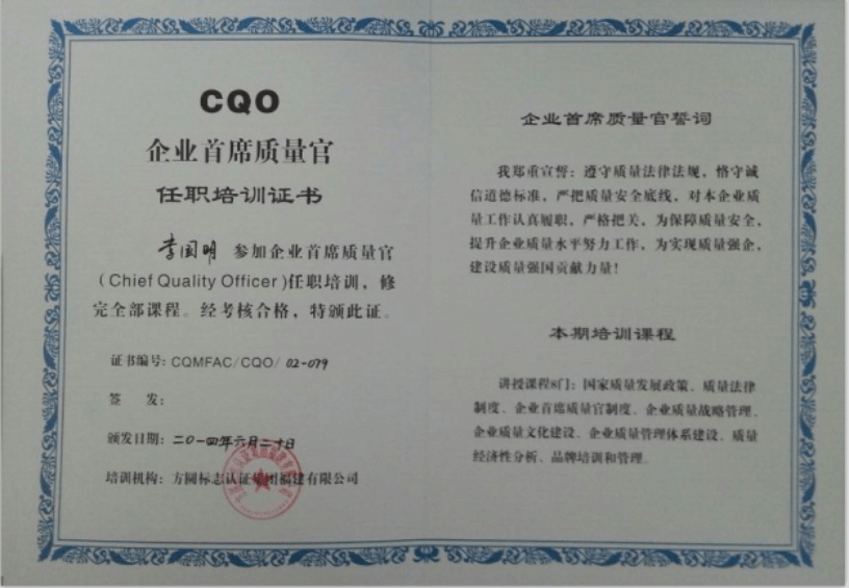 CQO
企业首席质量官
任职培训证书
李国明 参加企业首席质量官
(Chief Quality Officer)任职培训，修
完全部课程。经考核合格，特颁此证。
证书编号: CQMFAC/CQO/ 02-079
签 发:
颁发日期: 二〇一四年六月二十日
培训机构: 方圆标志认证集团福建有限公司
企业首席质量官誓词
我郑重宣誓: 遵守质量法律法规，恪守诚
信道德标准，严把质量安全底线，对本企业质
量工作认真履职，严格把关，为保障质量安全，
提升企业质量水平努力工作，为实现质量强企，
建设质量强国贡献力量！
本期培训课程
讲授课程8门: 国家质量发展政策、质量法律
制度、企业首席质量官制度、企业质量战略管理、
企业质量文化建设、企业质量管理体系建设、质量
经济性分析、品牌培训和管理。